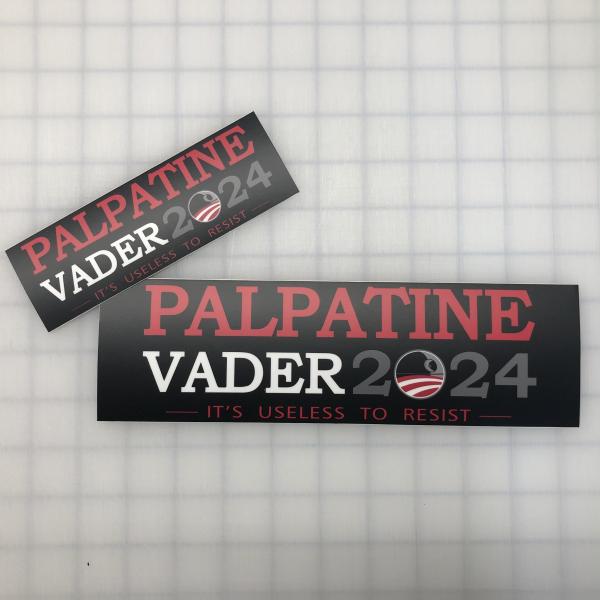 PALPATINE
VADER 2024
IT'S USELESS TO RESIST
PALPATINE
VADER 2024
IT'S USELESS TO RESIST